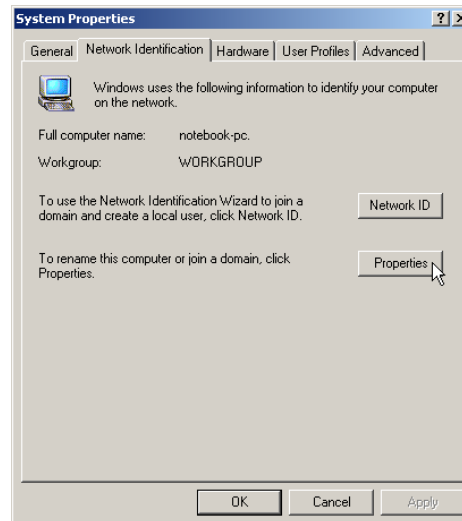 System Properties
General
Network Identification
Hardware
User Profiles
Advanced
Windows uses the following information to identify your computer
on the network.
Full computer name: notebook-pc.
Workgroup: WORKGROUP
To use the Network Identification Wizard to join a
domain and create a local user, click Network ID.
Network ID
To rename this computer or join a domain, click
Properties.
Properties
OK
Cancel
Apply